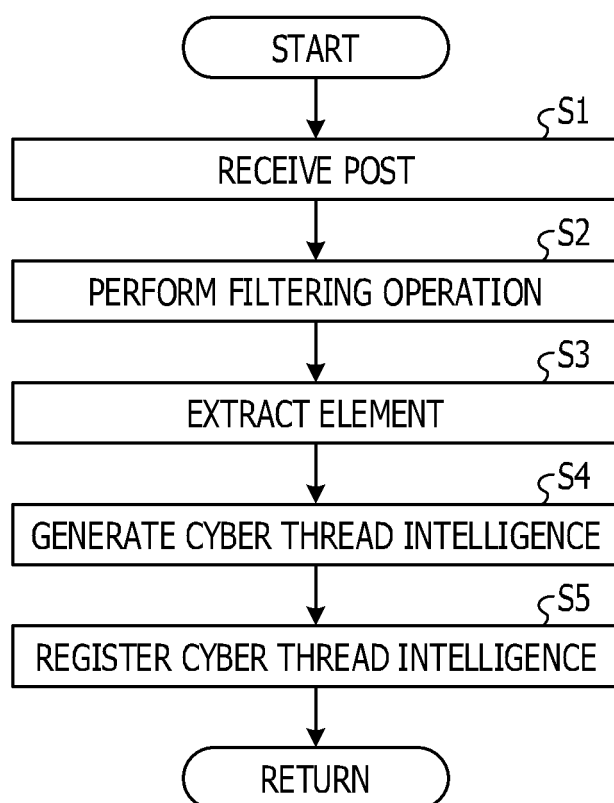 START
S1
RECEIVE POST
S2
PERFORM FILTERING OPERATION
S3
EXTRACT ELEMENT
S4
GENERATE CYBER THREAD INTELLIGENCE
S5
REGISTER CYBER THREAD INTELLIGENCE
RETURN